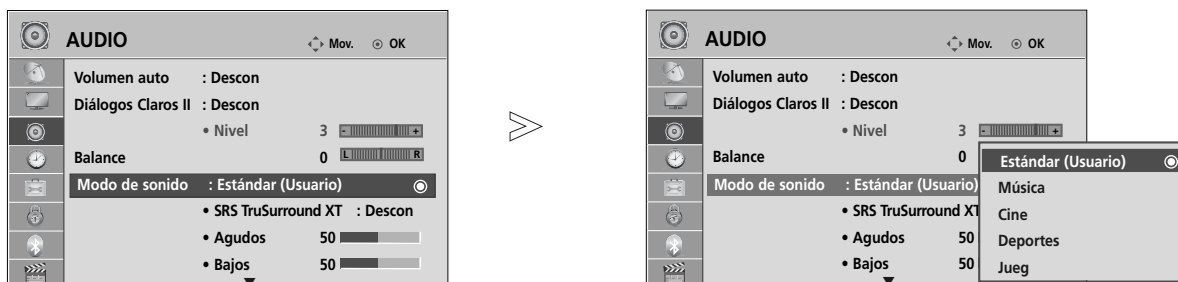 AUDIO Mov. OK
Volumen auto : Descon
Diálogos Claros II : Descon
• Nivel 3 - +
Balance 0 L R
Modo de sonido : Estándar (Usuario)
• SRS TruSurround XT : Descon
• Agudos 50
• Bajos 50
AUDIO Mov. OK
Volumen auto : Descon
Diálogos Claros II : Descon
• Nivel 3 - +
Balance 0
Modo de sonido : Estándar (Usuario)
• SRS TruSurround XT
• Agudos 50
• Bajos 50
Estándar (Usuario)
Música
Cine
Deportes
Jueg